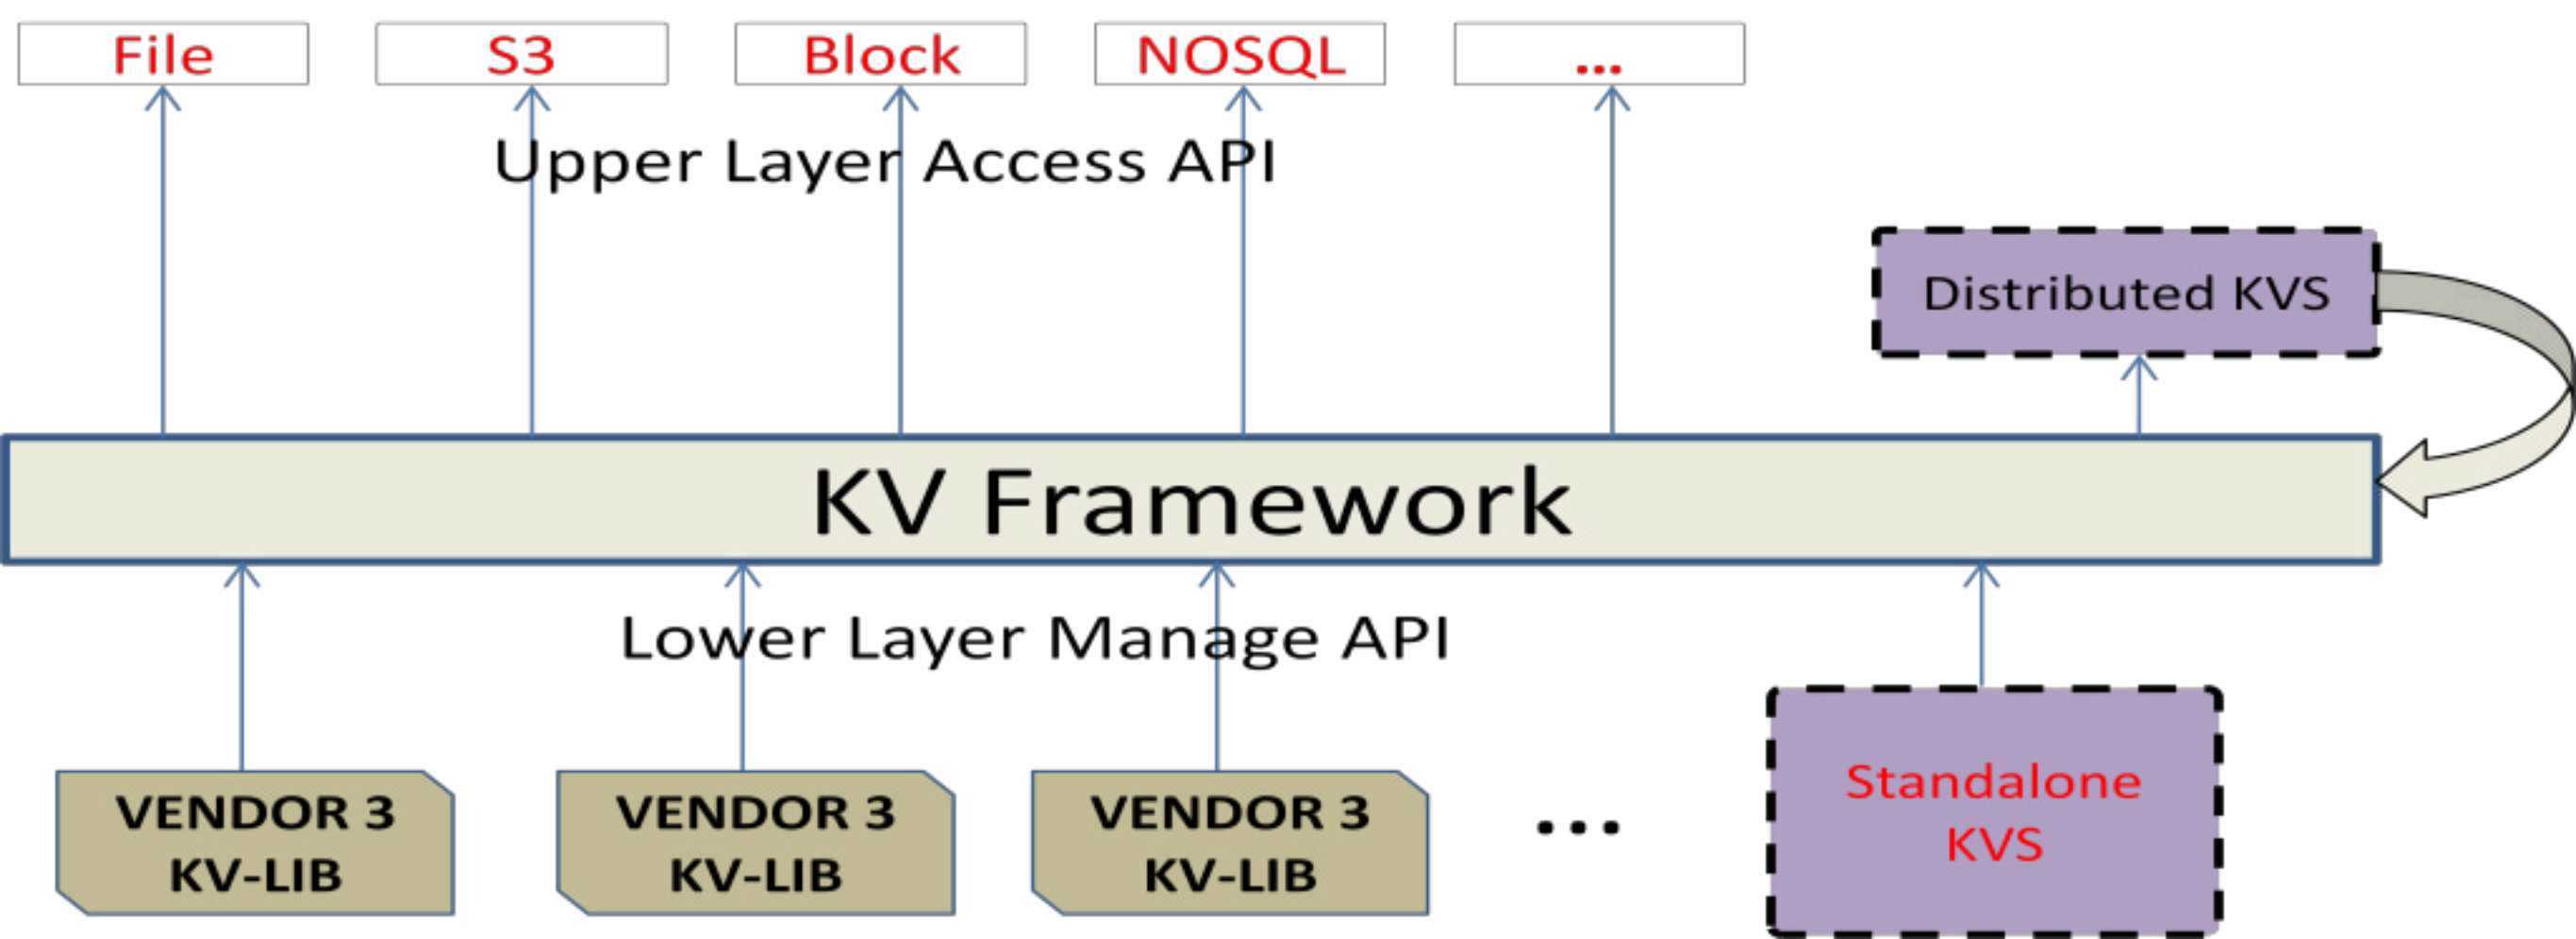 File
S3
Block
NOSQL
...
Upper Layer Access API
Distributed KVS
KV Framework
Lower Layer Manage API
VENDOR 3
KV-LIB
VENDOR 3
KV-LIB
VENDOR 3
KV-LIB
...
Standalone
KVS